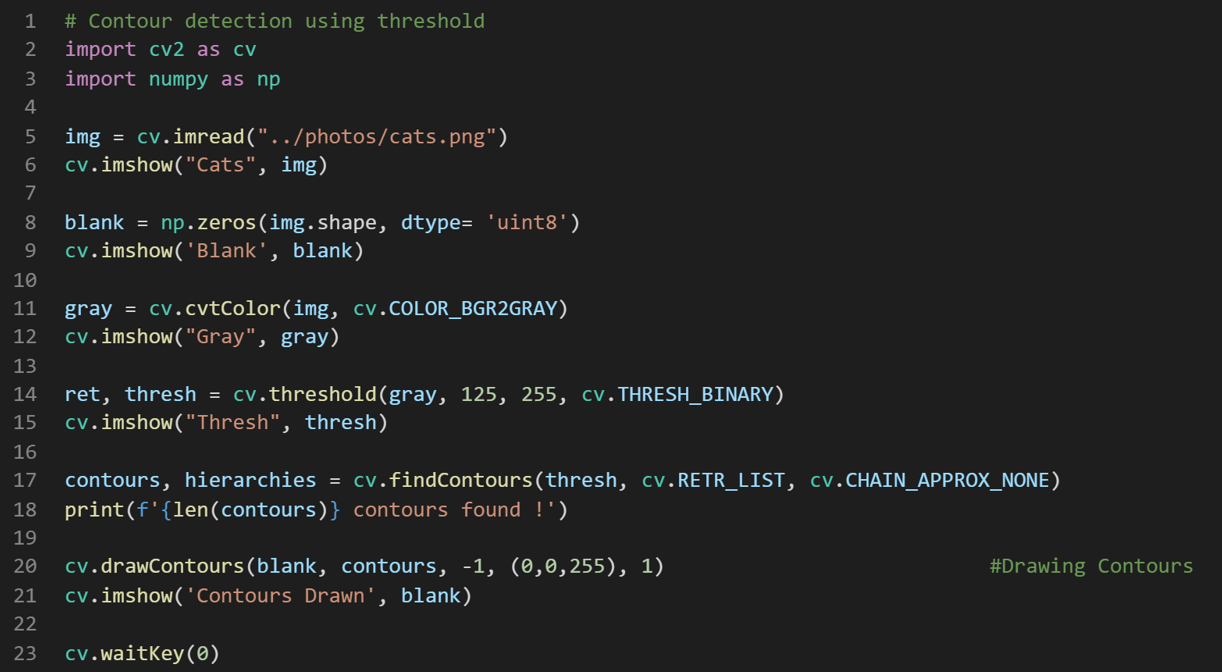 1 # Contour detection using threshold
2 import cv2 as cv
3 import numpy as np
4
5 img = cv.imread("../photos/cats.png")
6 cv.imshow("Cats", img)
7
8 blank = np.zeros(img.shape, dtype= 'uint8')
9 cv.imshow('Blank', blank)
10
11 gray = cv.cvtColor(img, cv.COLOR_BGR2GRAY)
12 cv.imshow("Gray", gray)
13
14 ret, thresh = cv.threshold(gray, 125, 255, cv.THRESH_BINARY)
15 cv.imshow("Thresh", thresh)
16
17 contours, hierarchies = cv.findContours(thresh, cv.RETR_LIST, cv.CHAIN_APPROX_NONE)
18 print(f'{len(contours)} contours found !')
19
20 cv.drawContours(blank, contours, -1, (0,0,255), 1) #Drawing Contours
21 cv.imshow('Contours Drawn', blank)
22
23 cv.waitKey(0)